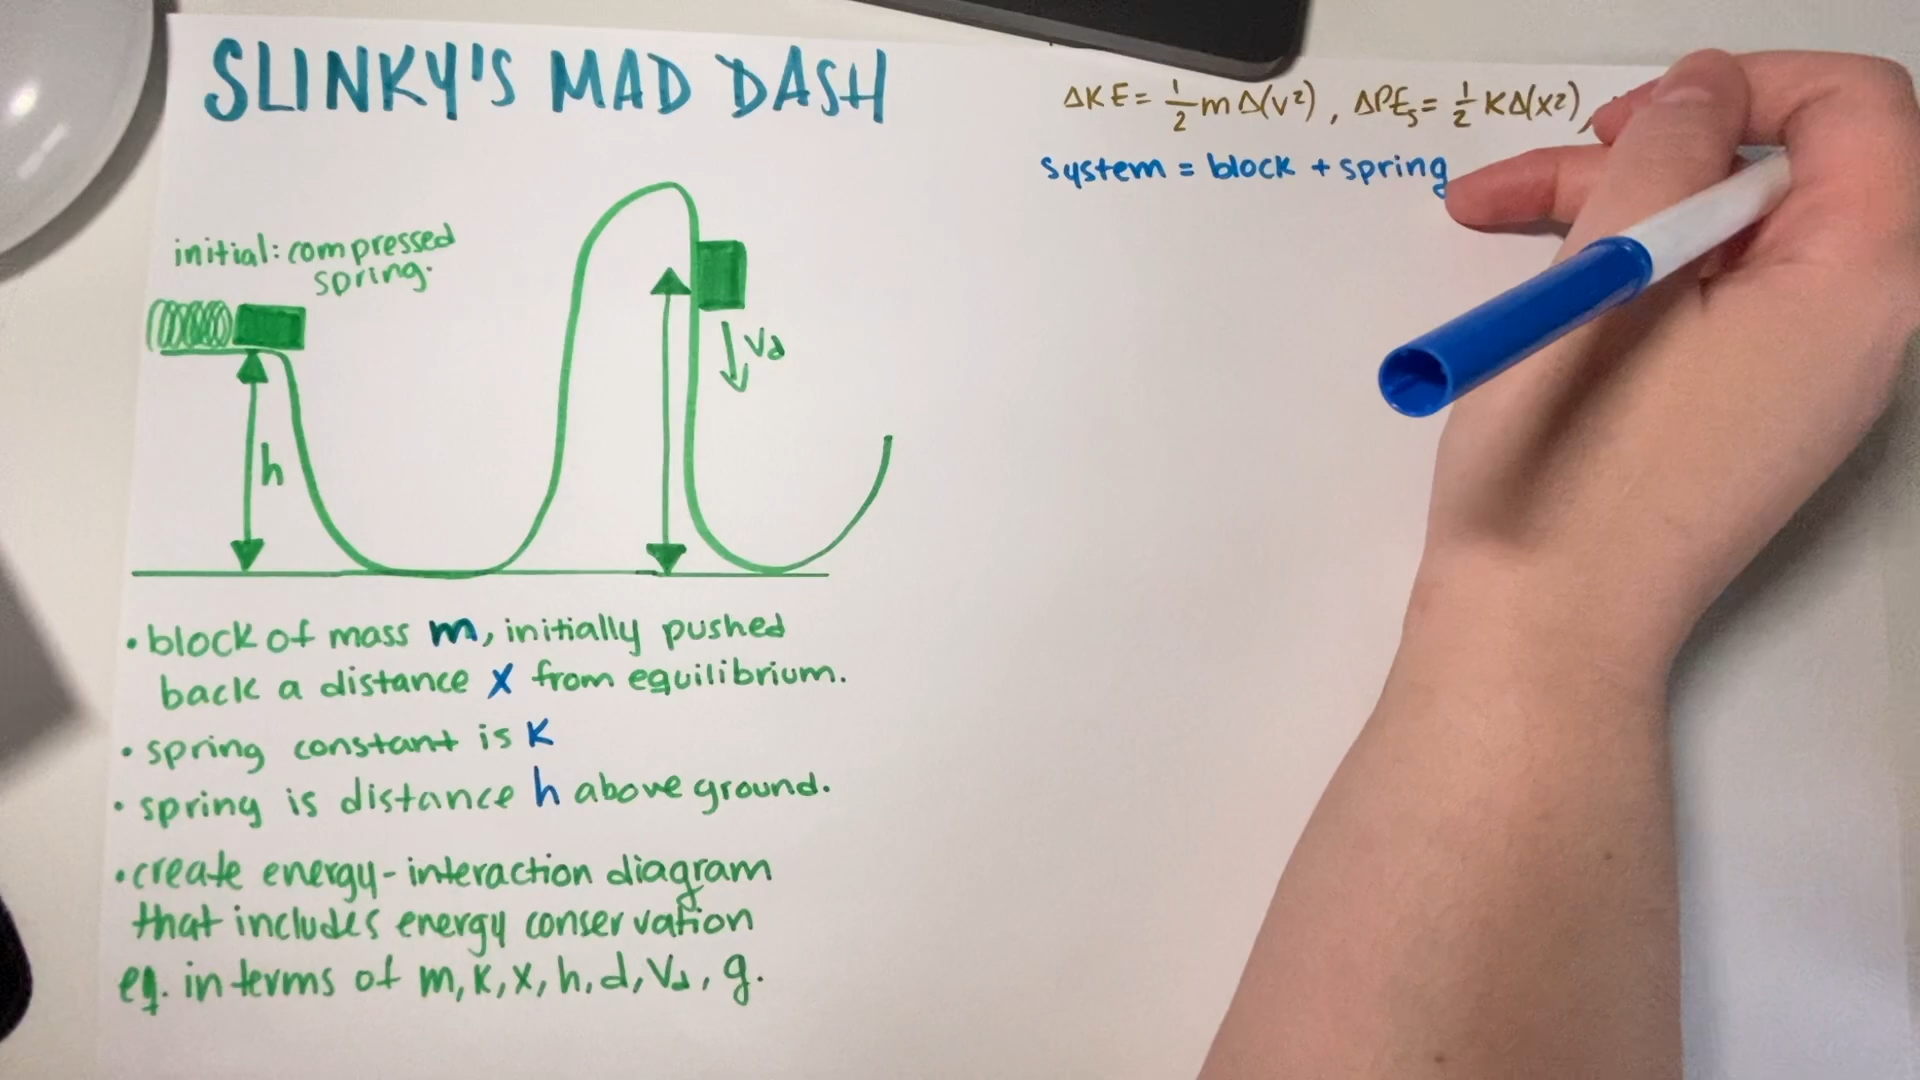 SLINKY'S MAD DASH
ΔKE = 1/2 m Δ(v²), ΔPEs = 1/2 KΔ(x²),
system = block + spring
initial: compressed
spring.
h
Vd
• block of mass m, initially pushed
back a distance x from equilibrium.
• spring constant is K
• spring is distance h above ground.
• create energy-interaction diagram
that includes energy conservation
eq. in terms of m, K, x, h, d, Vd, g.